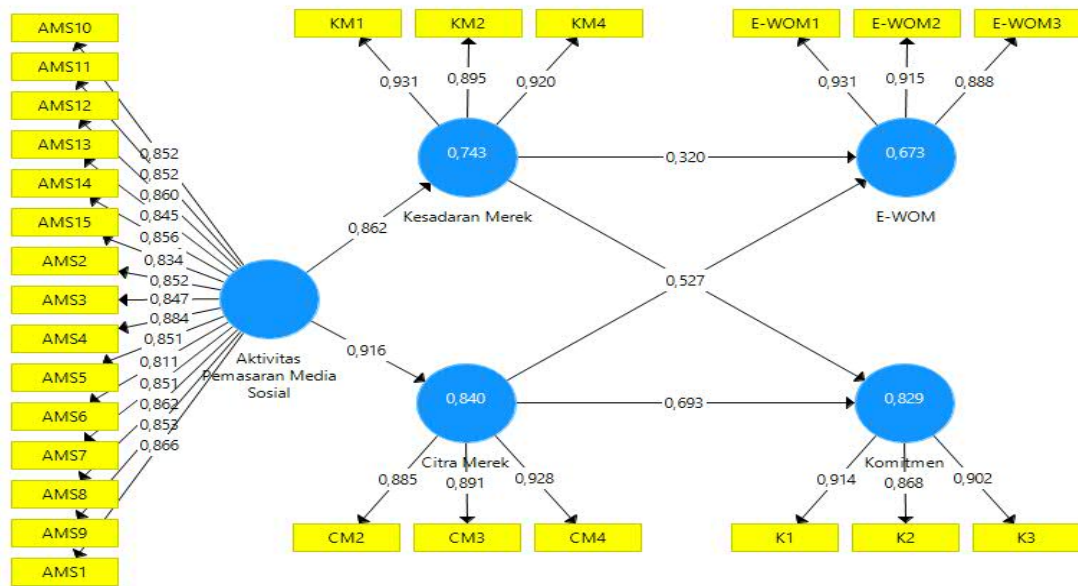 AMS10
AMS11
AMS12
AMS13
AMS14
AMS15
AMS2
AMS3
AMS4
AMS5
AMS6
AMS7
AMS8
AMS9
AMS1
0,852
0,852
0,860
0,845
0,856
0,834
0,852
0,847
0,884
0,851
0,811
0,851
0,862
0,853
0,866
Aktivitas
Pemasaran Media
Sosial
0,862
0,916
KM1
KM2
KM4
0,931
0,895
0,920
0,743
Kesadaran Merek
0,840
Citra Merek
0,885
0,891
0,928
CM2
CM3
CM4
0,320
0,527
0,693
E-WOM1
E-WOM2
E-WOM3
0,931
0,915
0,888
0,673
E-WOM
0,829
Komitmen
0,914
0,868
0,902
K1
K2
K3